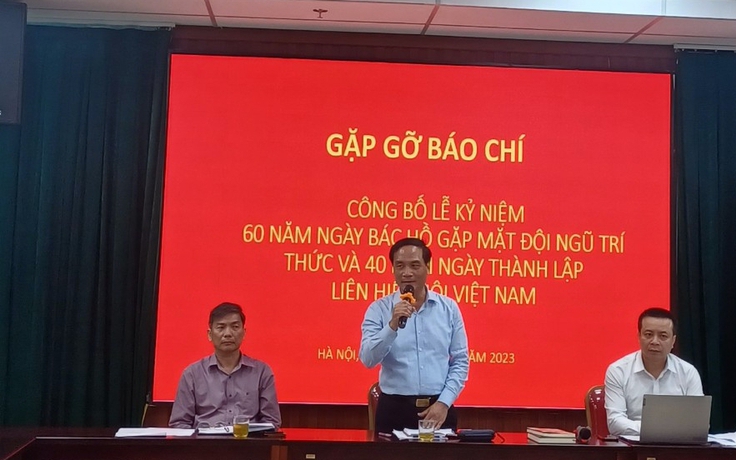 GẶP GỠ BÁO CHÍ
CÔNG BỐ LỄ KỶ NIỆM
60 NĂM NGÀY BÁC HỒ GẶP MẶT ĐỘI NGŨ TRÍ
THỨC VÀ 40 NGÀY THÀNH LẬP
LIÊN VIỆT NAM
HÀ NỘI, NĂM 2023